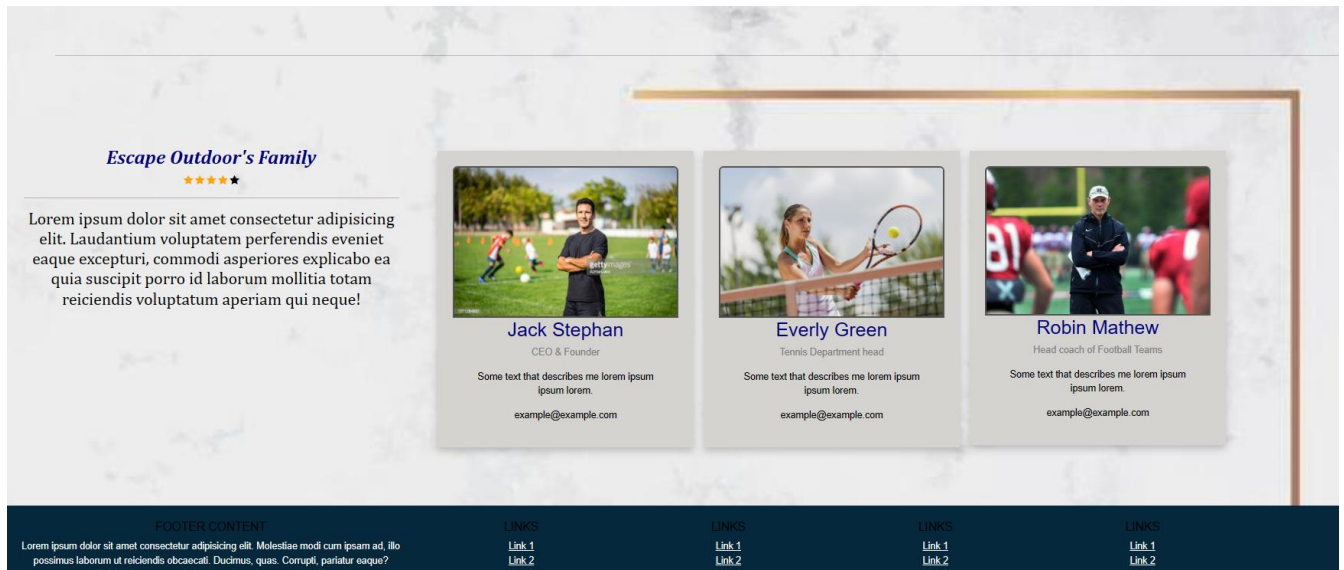 Escape Outdoor's Family
Lorem ipsum dolor sit amet consectetur adipisicing
elit. Laudantium voluptatem perferendis eveniet
eaque excepturi, commodi asperiores explicabo ea
quia suscipit porro id laborum mollitia totam
reiciendis voluptatum aperiam qui neque!
gettyimages
Jack Stephan
CEO & Founder
Some text that describes me lorem ipsum
ipsum lorem.
example@example.com
Everly Green
Tennis Department head
Some text that describes me lorem ipsum
ipsum lorem.
example@example.com
81
Robin Mathew
Head coach of Football Teams
Some text that describes me lorem ipsum
ipsum lorem.
example@example.com
FOOTER CONTENT
Lorem ipsum dolor sit amet consectetur adipisicing elit. Molestiae modi cum ipsam ad, illo
possimus laborum ut reiciendis obcaecati. Ducimus, quas. Corrupti, pariatur eaque?
LINKS
Link 1
Link 2
LINKS
Link 1
Link 2
LINKS
Link 1
Link 2
LINKS
Link 1
Link 2